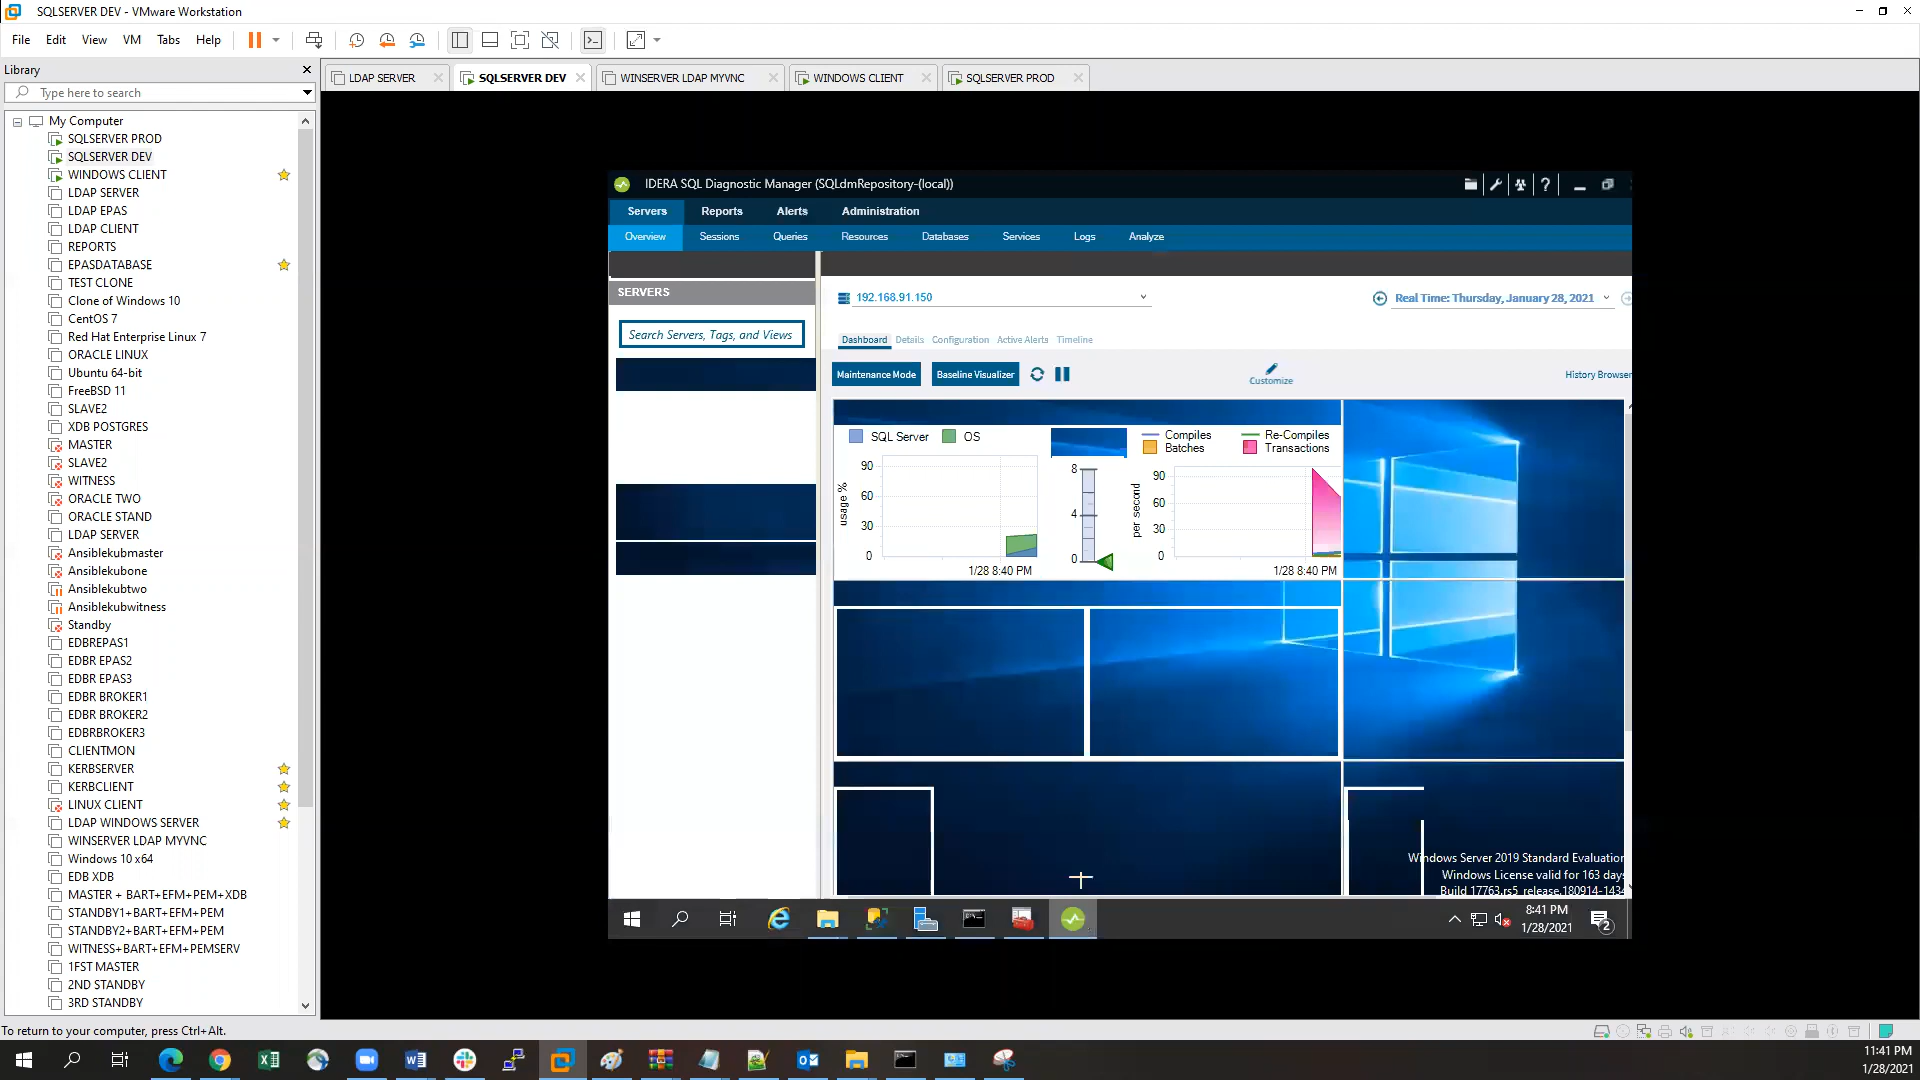 SQLSERVER DEV - VMware Workstation
File Edit View VM Tabs Help
Library
Type here to search
My Computer
SQLSERVER PROD
SQLSERVER DEV
WINDOWS CLIENT
LDAP SERVER
LDAP EPAS
LDAP CLIENT
REPORTS
EPASDATABASE
TEST CLONE
Clone of Windows 10
CentOS 7
Red Hat Enterprise Linux 7
ORACLE LINUX
Ubuntu 64-bit
FreeBSD 11
SLAVE2
XDB POSTGRES
MASTER
SLAVE2
WITNESS
ORACLE TWO
ORACLE STAND
LDAP SERVER
Ansiblekubmaster
Ansiblekubone
Ansiblekubtwo
Ansiblekubwitness
Standby
EDBREPAS1
EDBR EPAS2
EDBR EPAS3
EDBR BROKER1
EDBR BROKER2
EDBRBROKER3
CLIENTMON
KERBSERVER
KERBCLIENT
LINUX CLIENT
LDAP WINDOWS SERVER
WINSERVER LDAP MYVNC
Windows 10 x64
EDB XDB
MASTER + BART+EFM+PEM+XDB
STANDBY1+BART+EFM+PEM
STANDBY2+BART+EFM+PEM
WITNESS+BART+EFM+PEMSERV
1FST MASTER
2ND STANDBY
3RD STANDBY
LDAP SERVER SQLSERVER DEV WINSERVER LDAP MYVNC WINDOWS CLIENT SQLSERVER PROD
IDERA SQL Diagnostic Manager (SQLdmRepository-(local))
Servers Reports Alerts Administration
Overview Sessions Queries Resources Databases Services Logs Analyze
SERVERS
Search Servers, Tags, and Views
192.168.91.150
Real Time: Thursday, January 28, 2021
Dashboard Details Configuration Active Alerts Timeline
Maintenance Mode Baseline Visualizer
Customize
History Browser
SQL Server OS
usage %
90
60
30
0
1/28 8:40 PM
8
4
0
Compiles Re-Compiles
Batches Transactions
per second
90
60
30
0
1/28 8:40 PM
Windows Server 2019 Standard Evaluation
Windows License valid for 163 days
Build 17763.rs5_release.180914-1434
8:41 PM
1/28/2021
2
To return to your computer, press Ctrl+Alt.
11:41 PM
1/28/2021